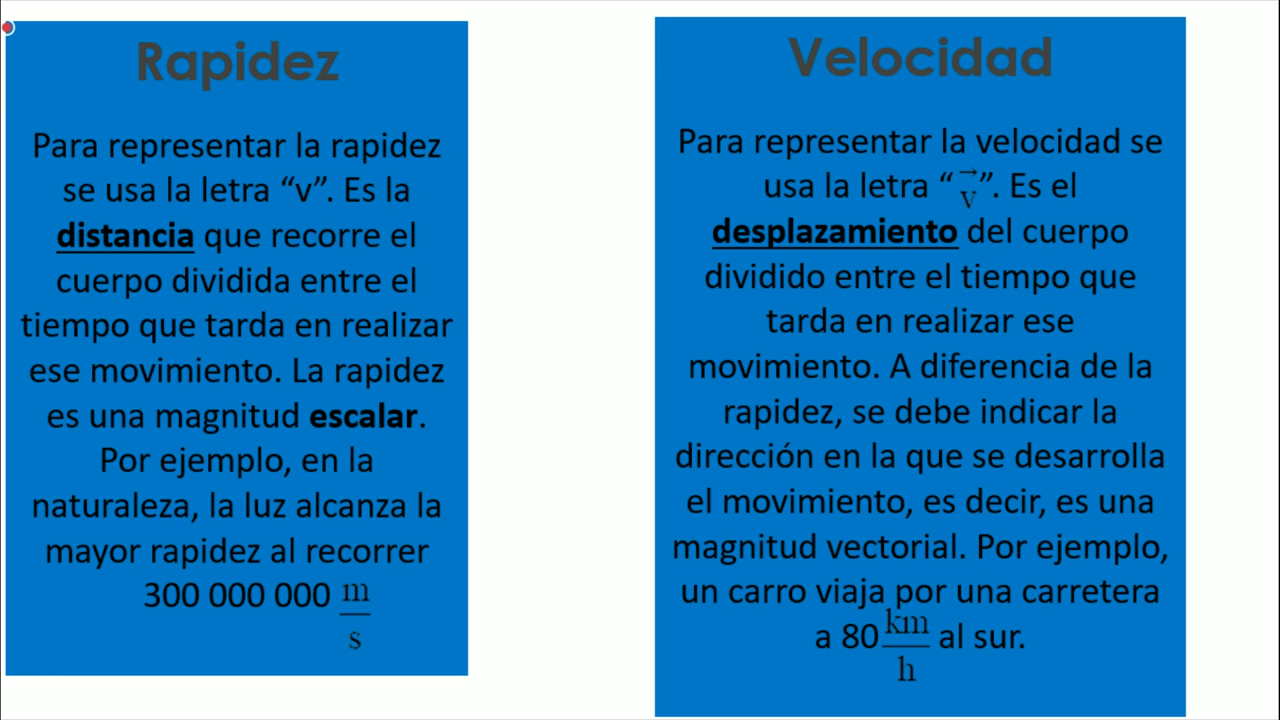 Rapidez
Para representar la rapidez
se usa la letra “v”. Es la
distancia que recorre el
cuerpo dividida entre el
tiempo que tarda en realizar
ese movimiento. La rapidez
es una magnitud escalar.
Por ejemplo, en la
naturaleza, la luz alcanza la
mayor rapidez al recorrer
300 000 000 m/s
Velocidad
Para representar la velocidad se
usa la letra “v⃗”. Es el
desplazamiento del cuerpo
dividido entre el tiempo que
tarda en realizar ese
movimiento. A diferencia de la
rapidez, se debe indicar la
dirección en la que se desarrolla
el movimiento, es decir, es una
magnitud vectorial. Por ejemplo,
un carro viaja por una carretera
a 80 km/h al sur.